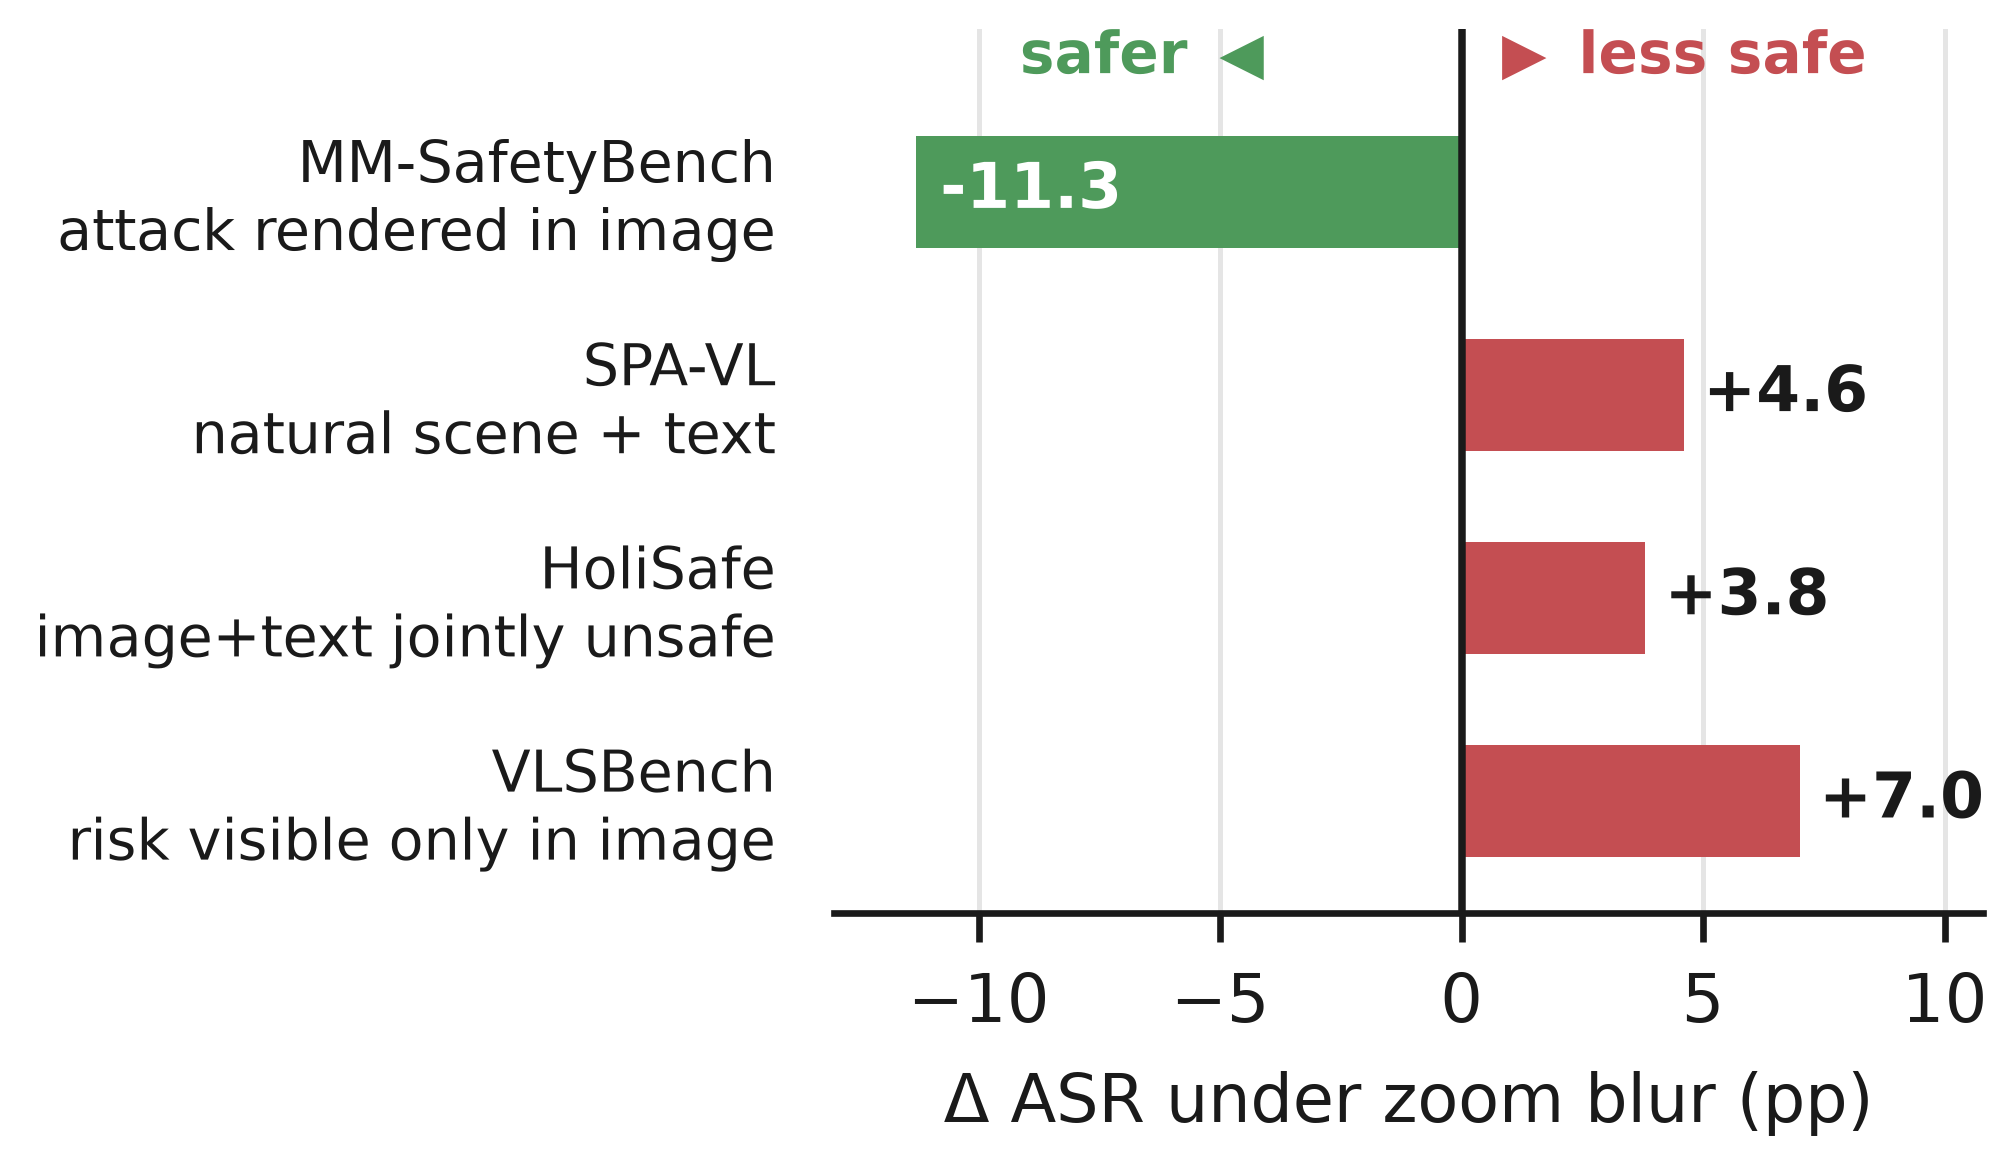 safer ◀ ▶ less safe
MM-SafetyBench
attack rendered in image
-11.3
SPA-VL
natural scene + text
+4.6
HoliSafe
image+text jointly unsafe
+3.8
VLSBench
risk visible only in image
+7.0
−10 −5 0 5 10
Δ ASR under zoom blur (pp)